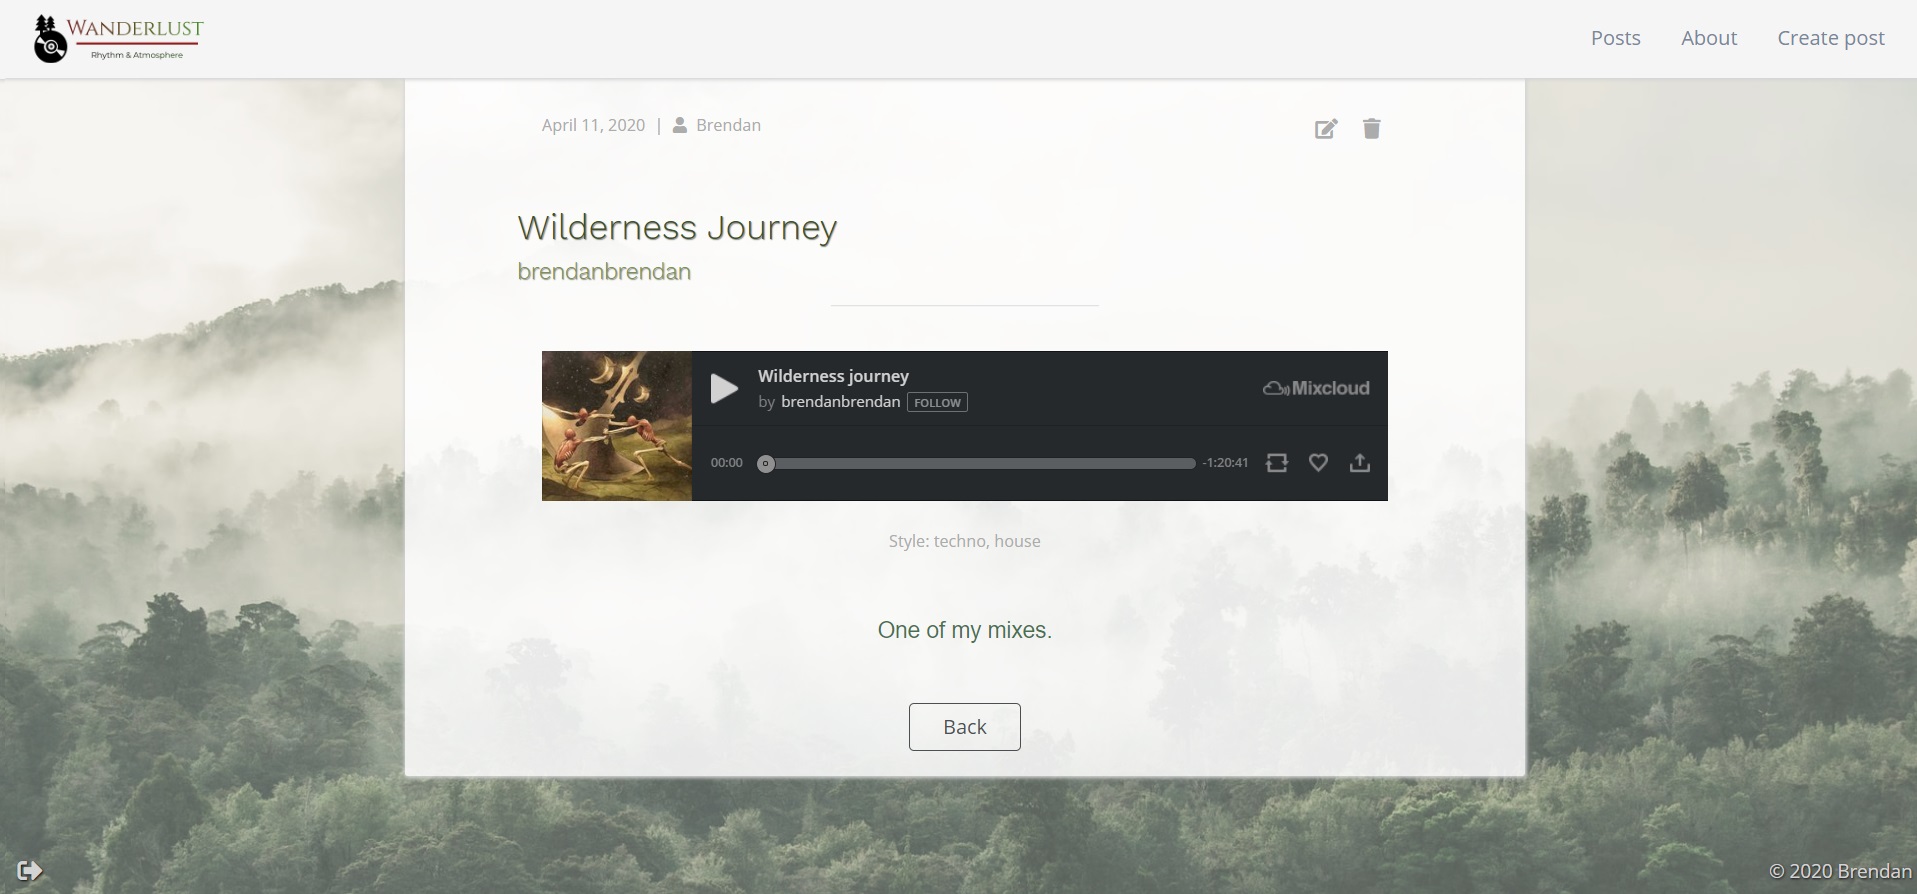 WANDERLUST
Rhythm & Atmosphere
Posts
About
Create post
April 11, 2020 | Brendan
Wilderness Journey
brendanbrendan
Wilderness journey
by brendanbrendan FOLLOW
Mixcloud
00:00
-1:20:41
Style: techno, house
One of my mixes.
Back
© 2020 Brendan